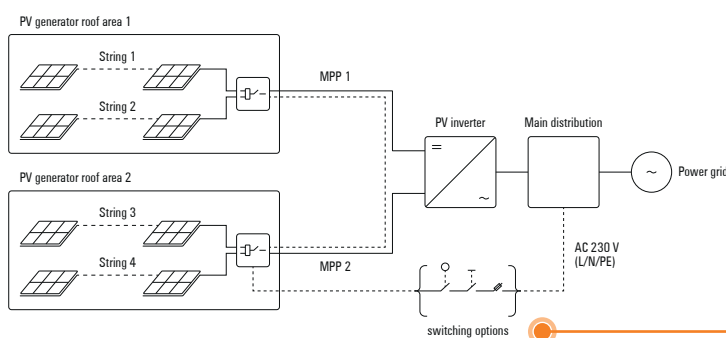 PV generator roof area 1
String 1
String 2
MPP 1
PV inverter
Main distribution
=
~
~
Power grid
PV generator roof area 2
String 3
String 4
MPP 2
AC 230 V
(L/N/PE)
switching options